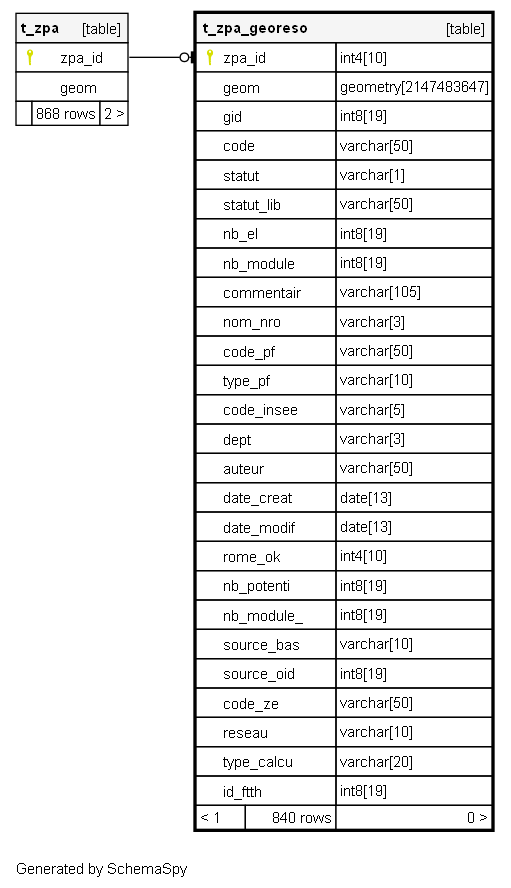 t_zpa [table]
zpa_id
geom
868 rows 2 >
t_zpa_georeso [table]
zpa_id int4[10]
geom geometry[2147483647]
gid int8[19]
code varchar[50]
statut varchar[1]
statut_lib varchar[50]
nb_el int8[19]
nb_module int8[19]
commentair varchar[105]
nom_nro varchar[3]
code_pf varchar[50]
type_pf varchar[10]
code_insee varchar[5]
dept varchar[3]
auteur varchar[50]
date_creat date[13]
date_modif date[13]
rome_ok int4[10]
nb_potenti int8[19]
nb_module_ int8[19]
source_bas varchar[10]
source_oid int8[19]
code_ze varchar[50]
reseau varchar[10]
type_calcu varchar[20]
id_ftth int8[19]
< 1 840 rows 0 >
Generated by SchemaSpy